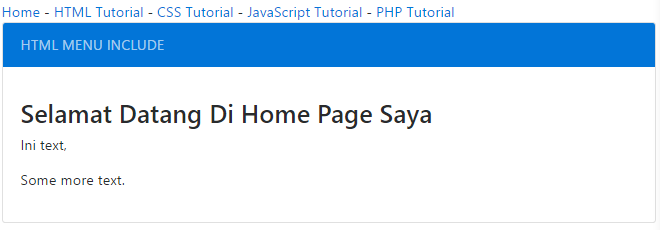 Home - HTML Tutorial - CSS Tutorial - JavaScript Tutorial - PHP Tutorial
HTML MENU INCLUDE
Selamat Datang Di Home Page Saya
Ini text,
Some more text.